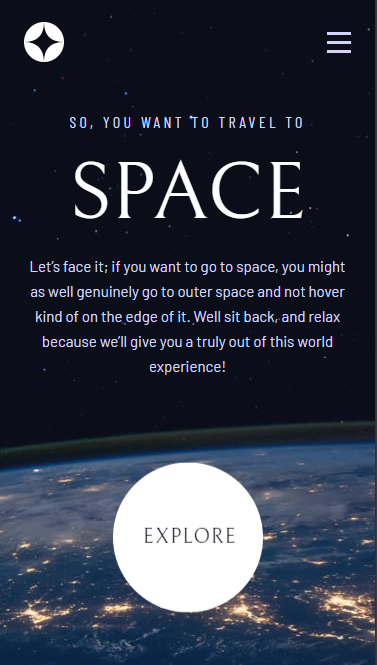 SO, YOU WANT TO TRAVEL TO
SPACE
Let's face it; if you want to go to space, you might
as well genuinely go to outer space and not hover
kind of on the edge of it. Well sit back, and relax
because we'll give you a truly out of this world
experience!
EXPLORE